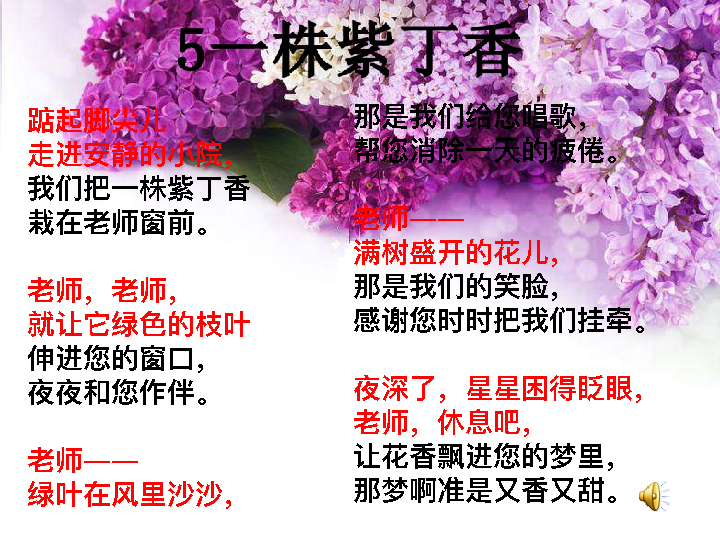 5一株紫丁香
踮起脚尖儿
走进安静的小院，
我们把一株紫丁香
栽在老师窗前。
老师，老师，
就让它绿色的枝叶
伸进您的窗口，
夜夜和您作伴。
老师——
绿叶在风里沙沙，
那是我们给您唱歌，
帮您消除一天的疲倦。
老师——
满树盛开的花儿，
那是我们的笑脸，
感谢您时时把我们挂牵。
夜深了，星星困得眨眼，
老师，休息吧，
让花香飘进您的梦里，
那梦啊准是又香又甜。